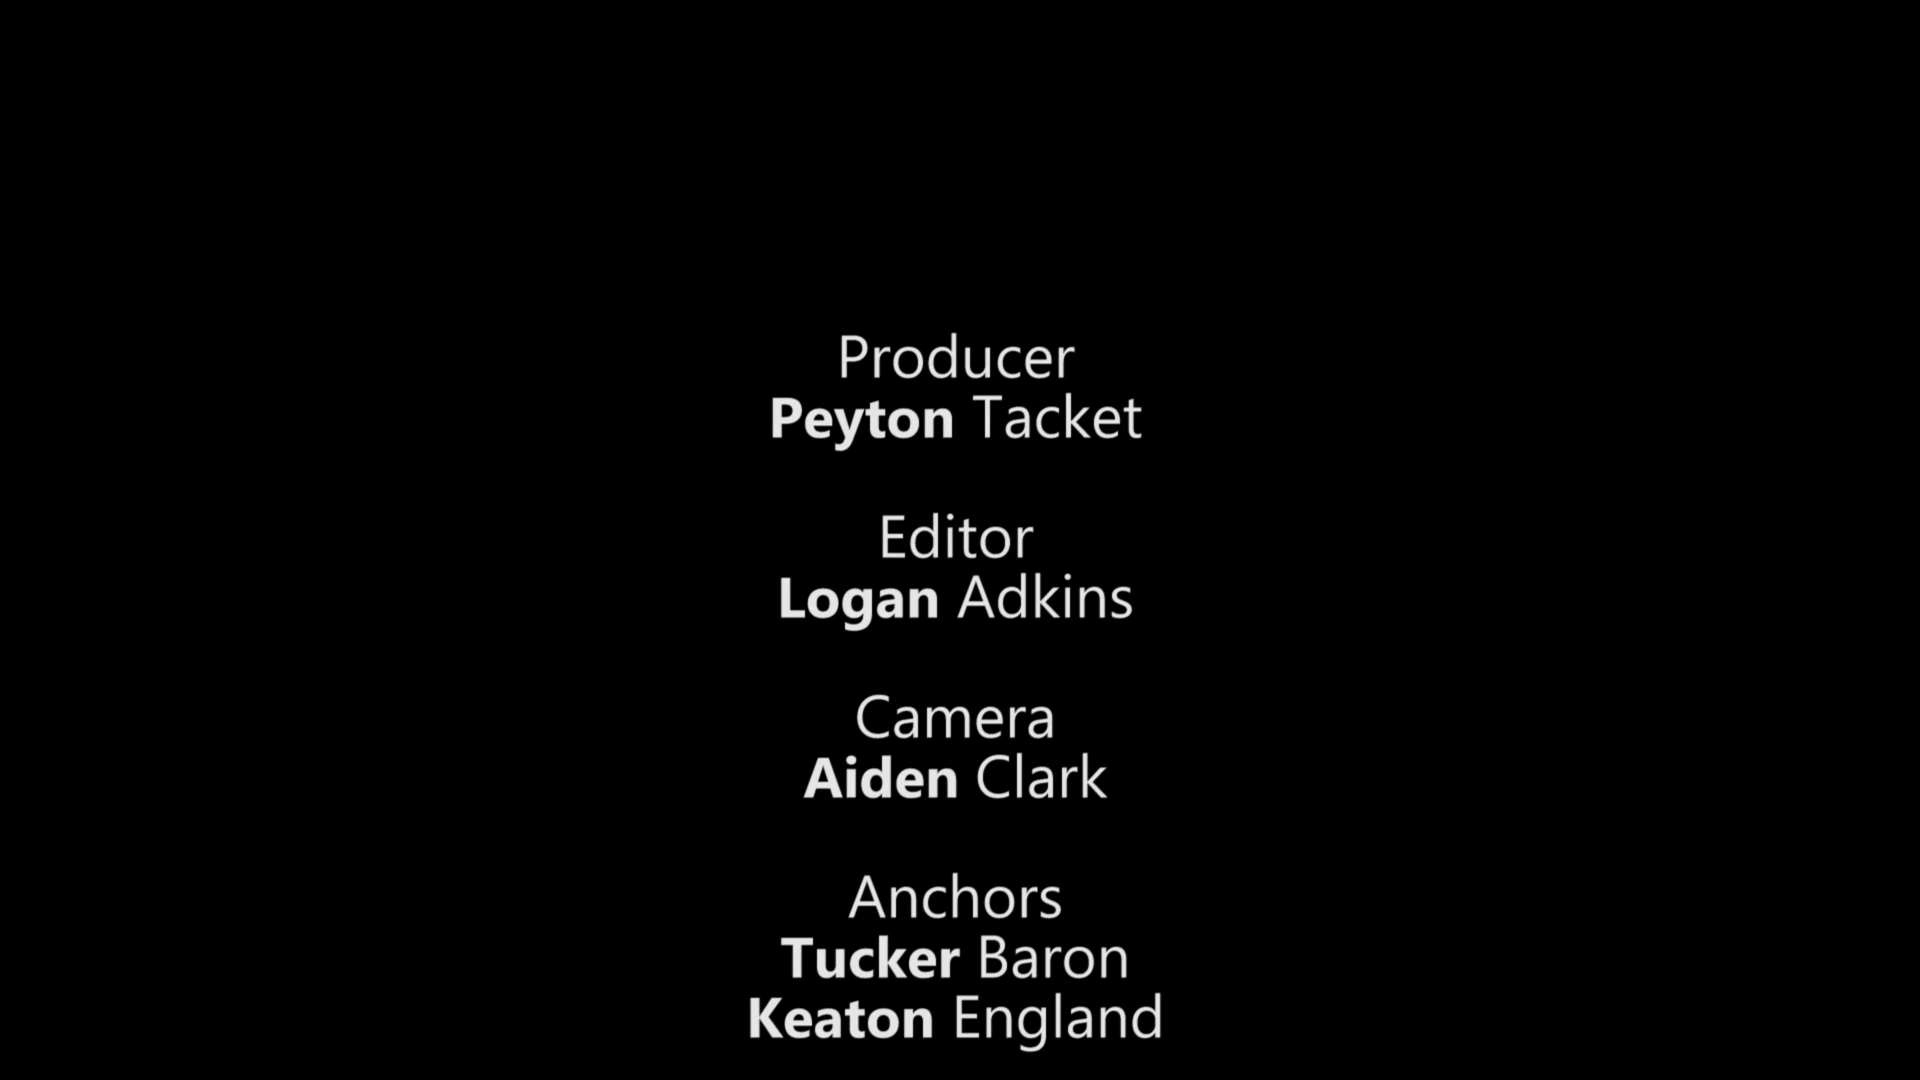 Producer
Peyton Tacket
Editor
Logan Adkins
Camera
Aiden Clark
Anchors
Tucker Baron
Keaton England